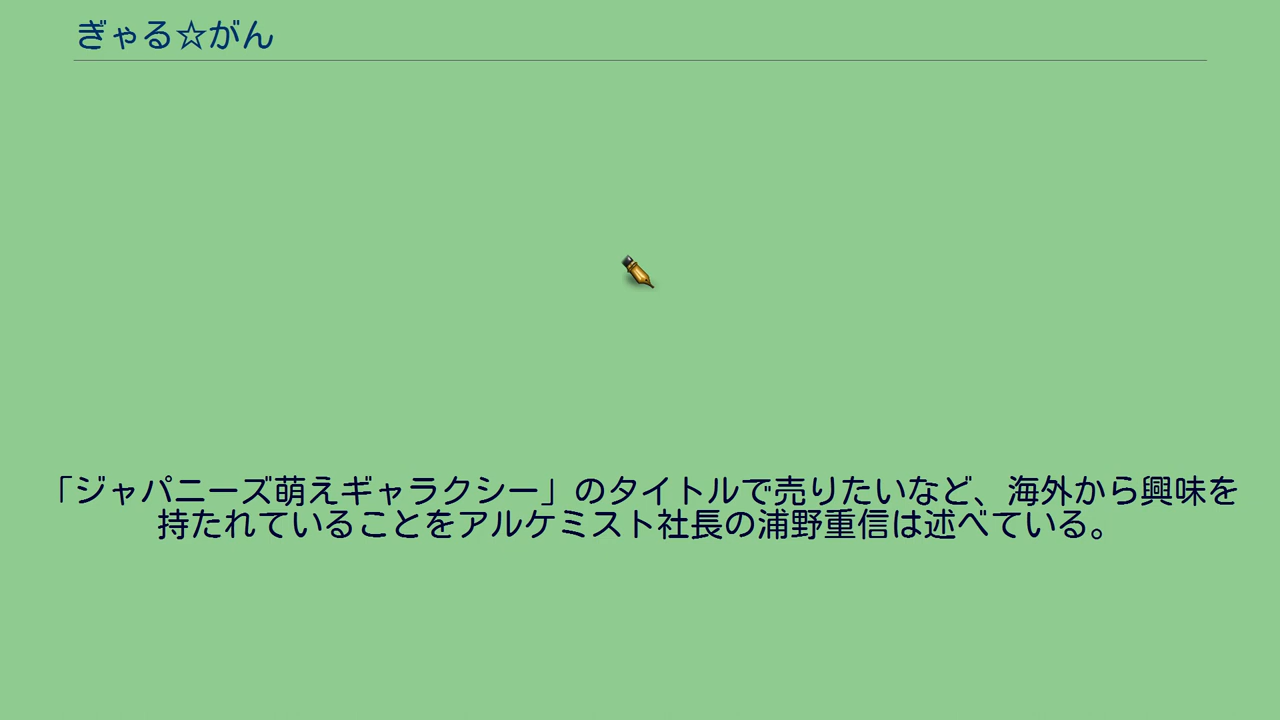 ぎゃる☆がん
「ジャパニーズ萌えギャラクシー」のタイトルで売りたいなど、海外から興味を
持たれていることをアルケミスト社長の浦野重信は述べている。